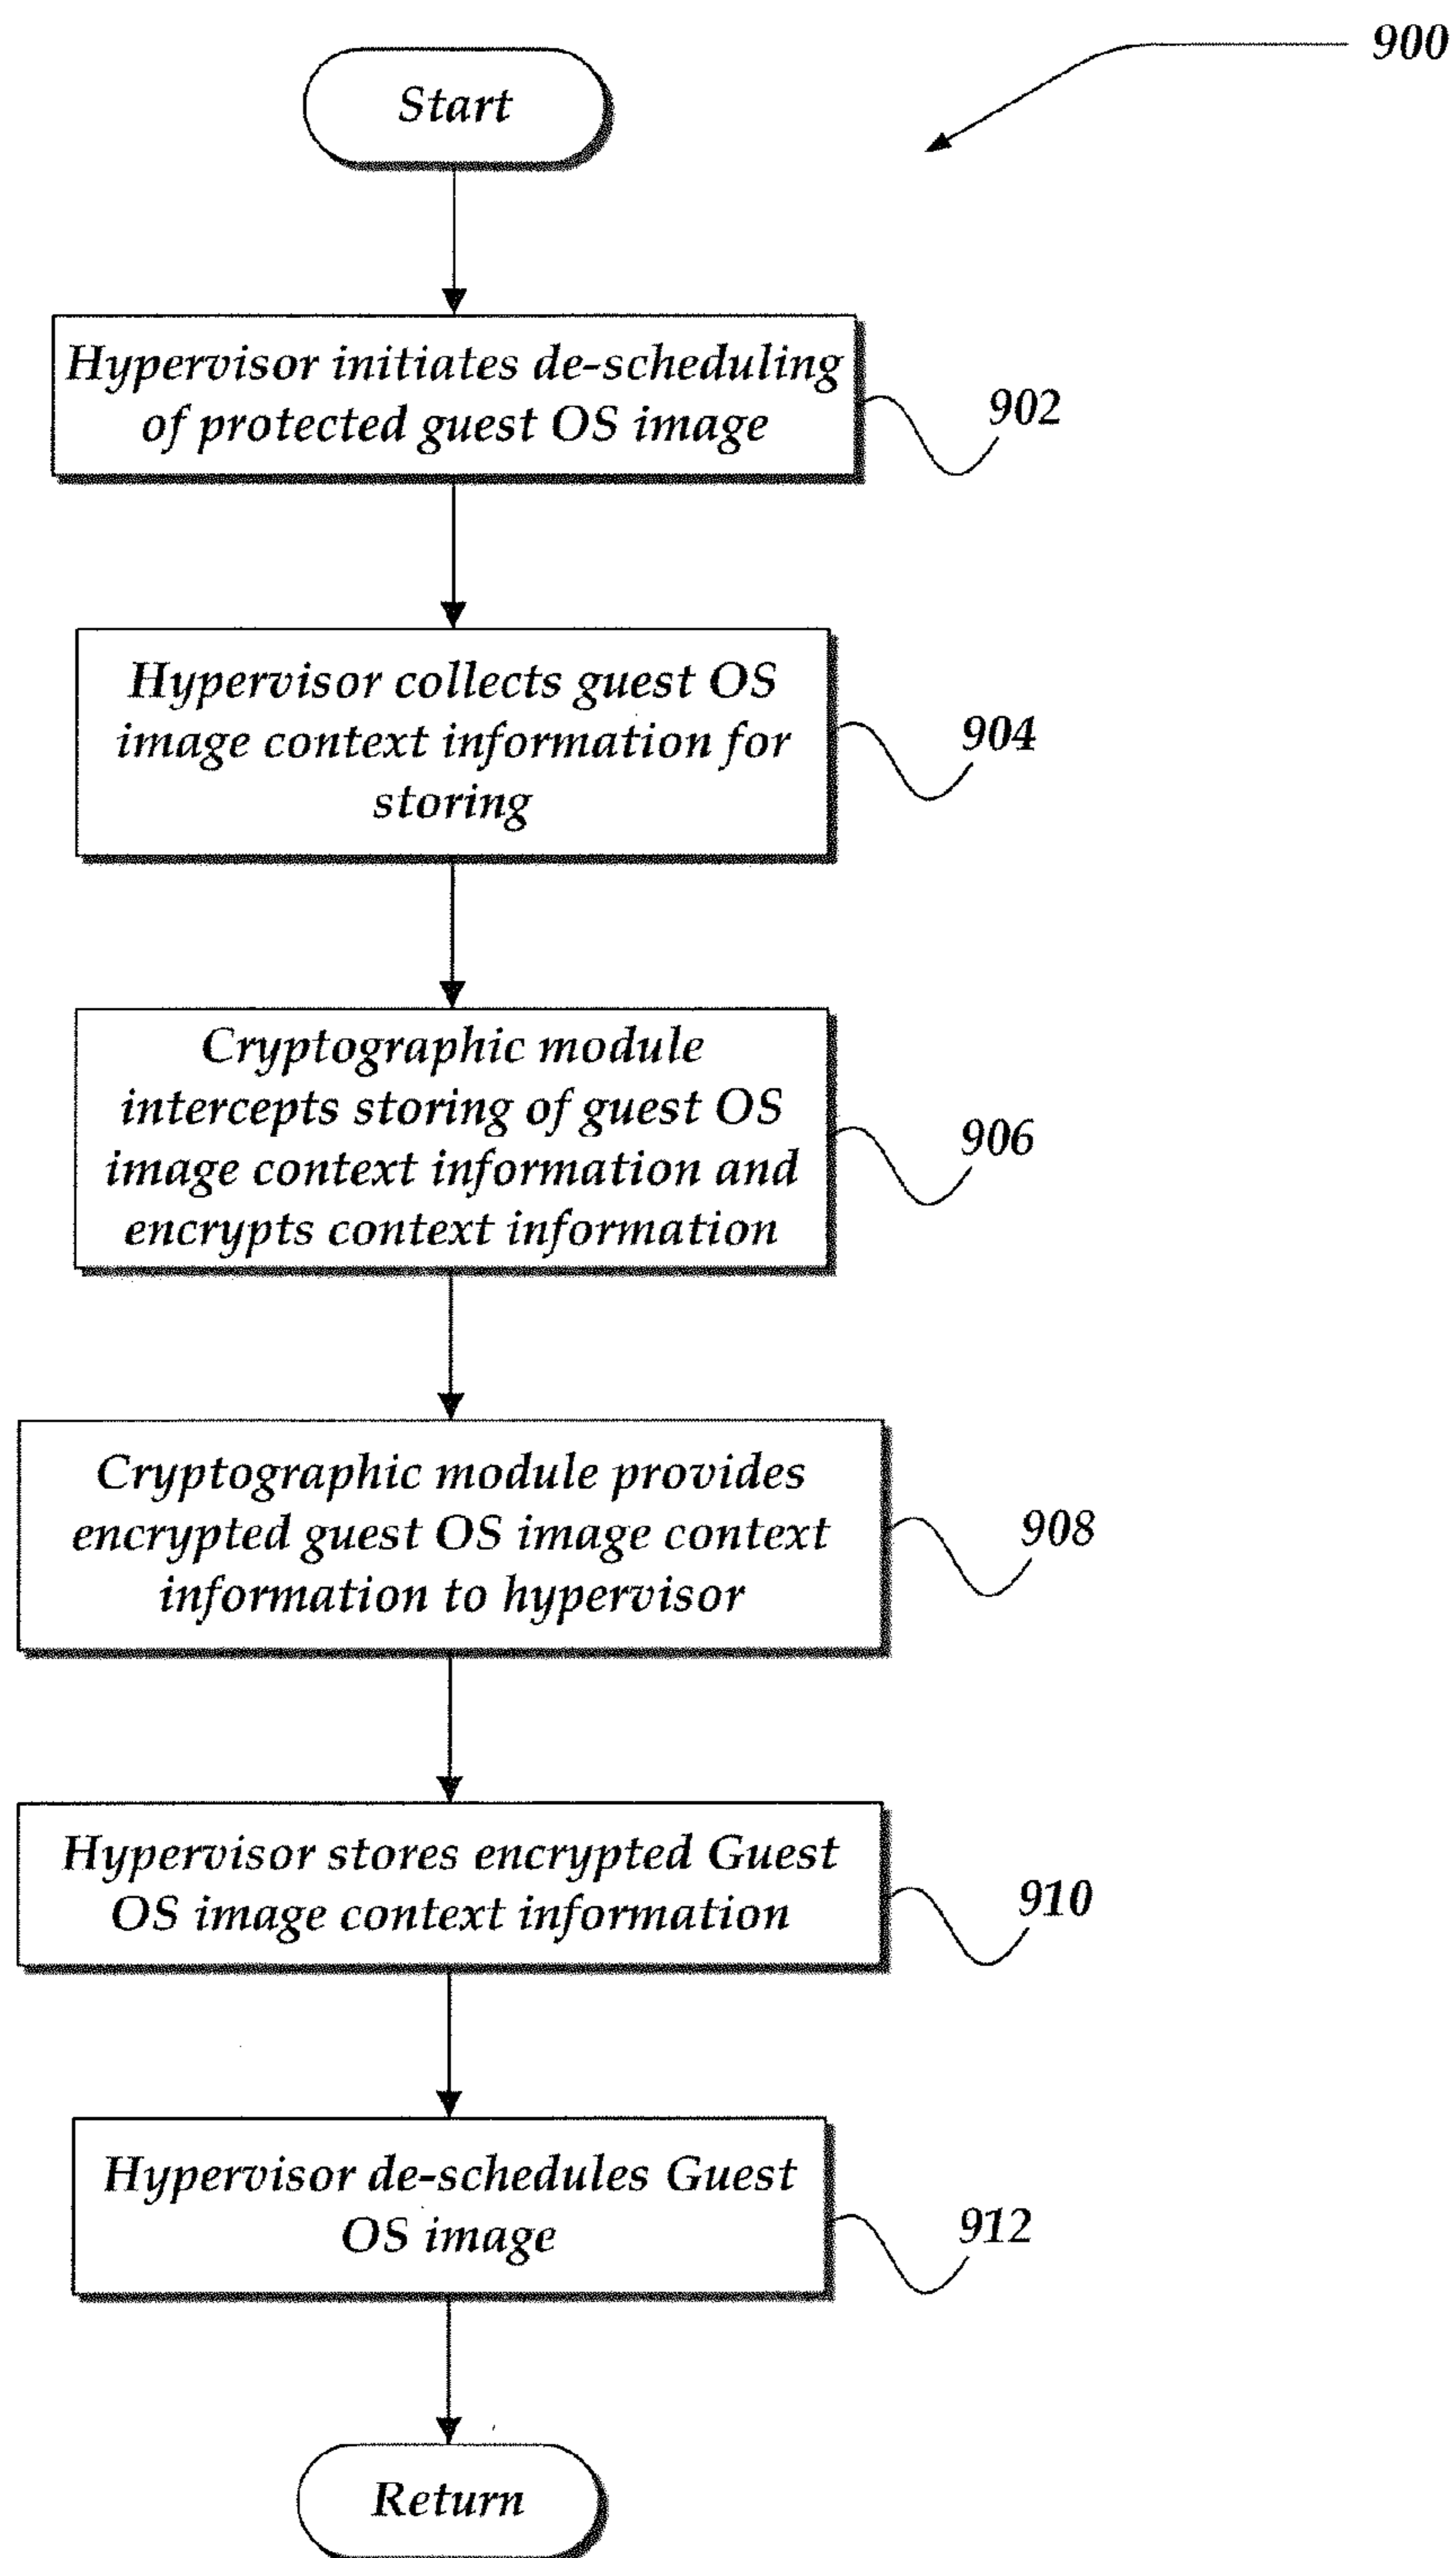 900
Start
Hypervisor initiates de-scheduling
of protected guest OS image
902
Hypervisor collects guest OS
image context information for
storing
904
Cryptographic module
intercepts storing of guest OS
image context information and
encrypts context information
906
Cryptographic module provides
encrypted guest OS image context
information to hypervisor
908
Hypervisor stores encrypted Guest
OS image context information
910
Hypervisor de-schedules Guest
OS image
912
Return